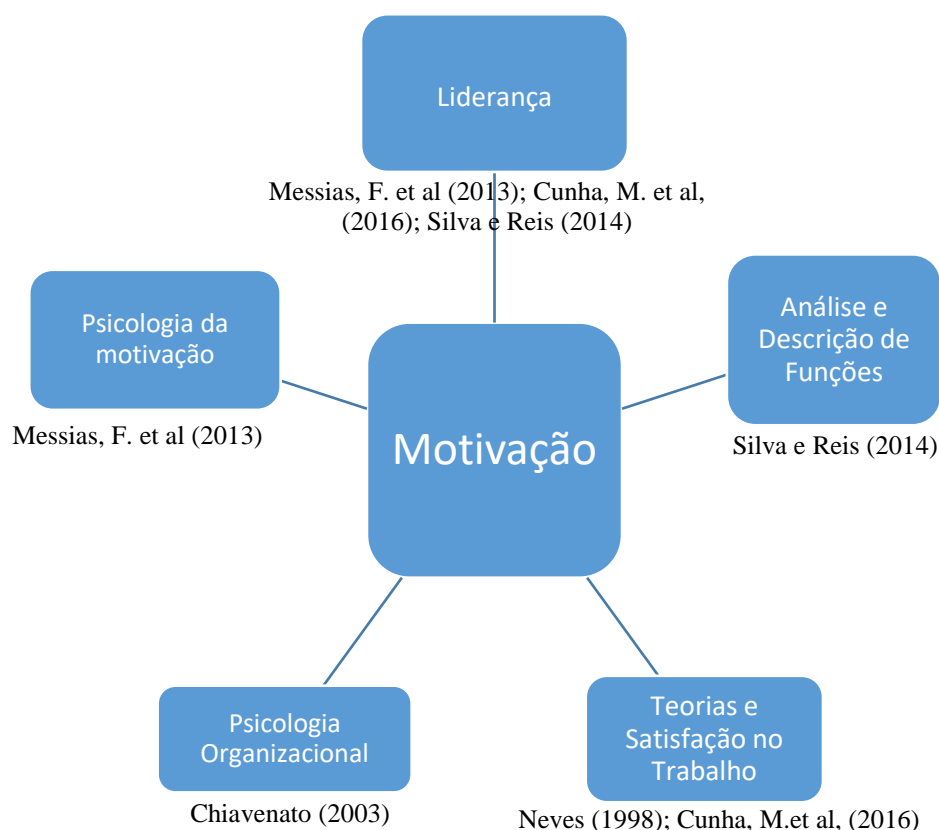 Liderança
Messias, F. et al (2013); Cunha, M. et al,
(2016); Silva e Reis (2014)
Psicologia da
motivação
Messias, F. et al (2013)
Análise e
Descrição de
Funções
Silva e Reis (2014)
Motivação
Psicologia
Organizacional
Chiavenato (2003)
Teorias e
Satisfação no
Trabalho
Neves (1998); Cunha, M.et al, (2016)